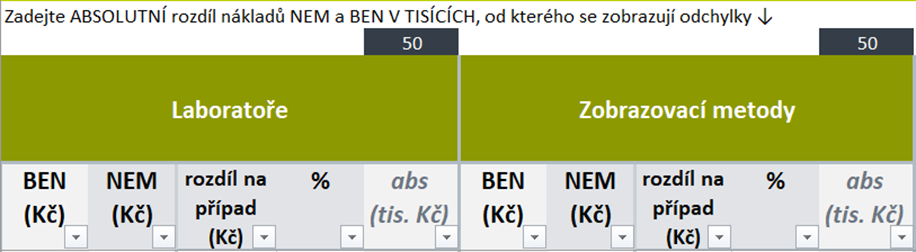 Zadejte ABSOLUTNÍ rozdíl nákladů NEM a BEN V TISÍCÍCH, od kterého se zobrazují odchylky ↓
50 50
Laboratoře Zobrazovací metody
BEN (Kč) NEM (Kč) rozdíl na případ (Kč) % abs (tis. Kč) BEN (Kč) NEM (Kč) rozdíl na případ (Kč) % abs (tis. Kč)